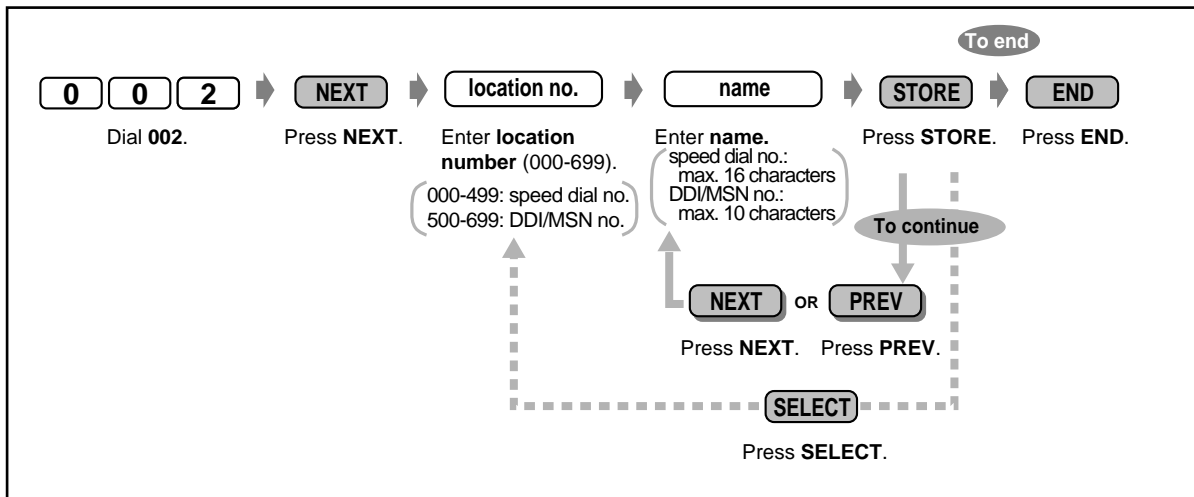 To end
0 0 2 NEXT location no. name STORE END
Dial 002. Press NEXT. Enter location Enter name. Press STORE. Press END.
number (000-699). speed dial no.:
max. 16 characters
000-499: speed dial no. DDI/MSN no.:
500-699: DDI/MSN no. max. 10 characters
To continue
NEXT OR PREV
Press NEXT. Press PREV.
SELECT
Press SELECT.